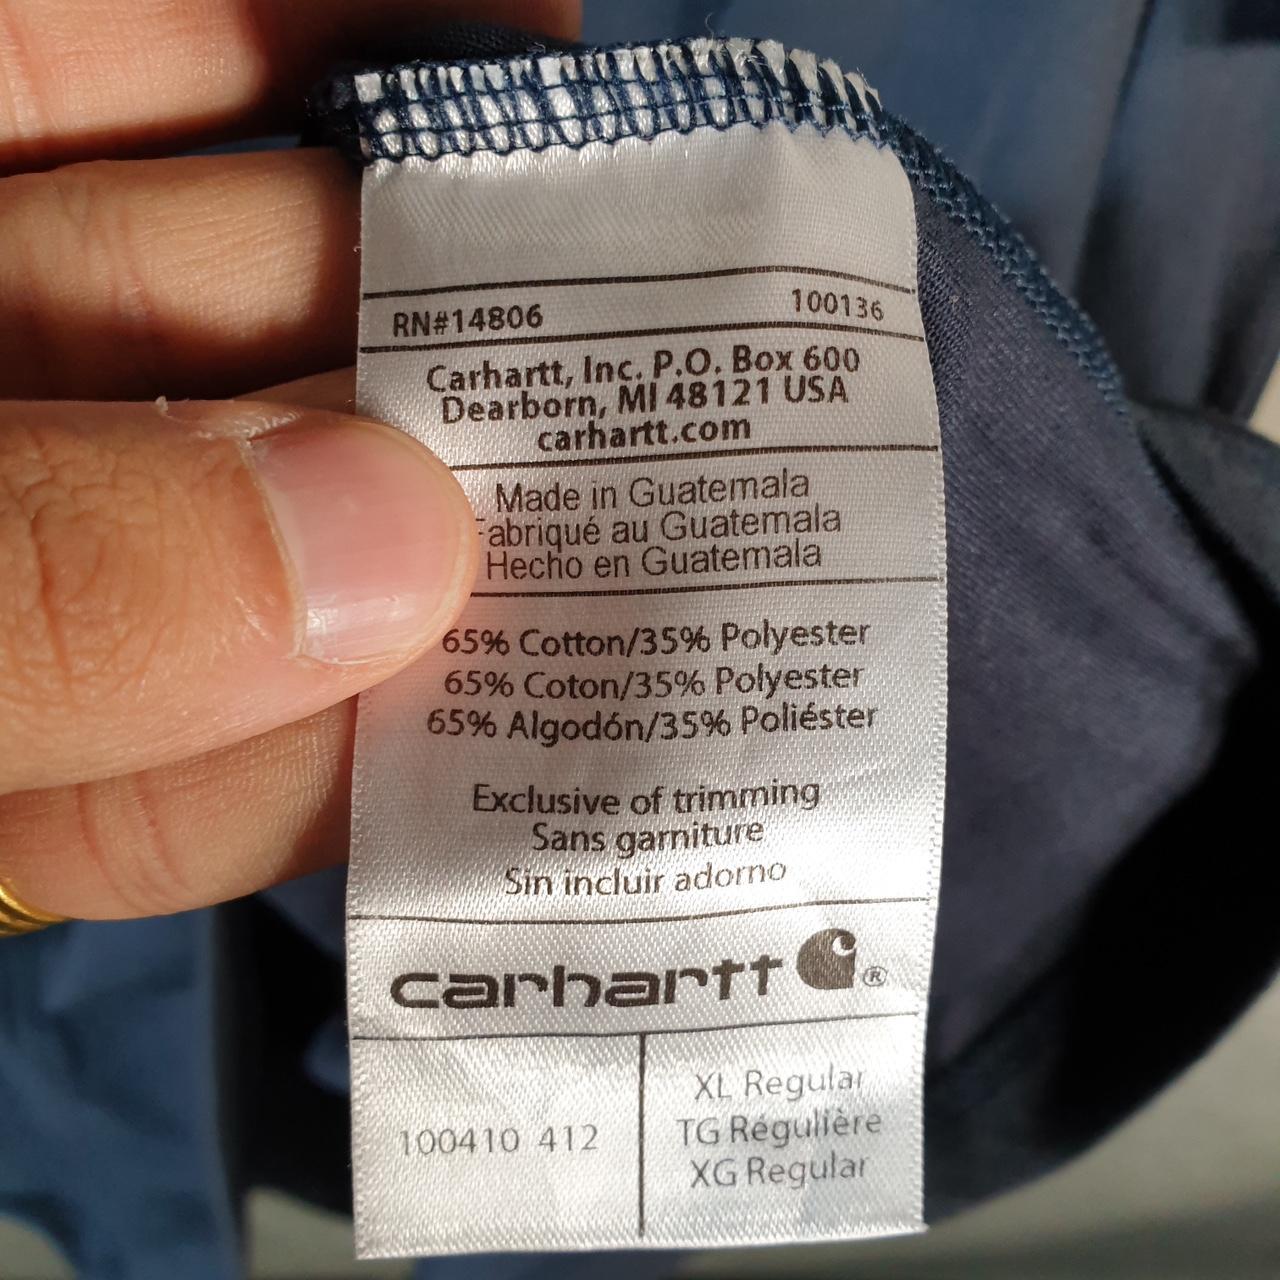 RN#14806 100136
Carhartt, Inc. P.O. Box 600
Dearborn, MI 48121 USA
carhartt.com
Made in Guatemala
Fabriqué au Guatemala
Hecho en Guatemala
65% Cotton/35% Polyester
65% Coton/35% Polyester
65% Algodón/35% Poliéster
Exclusive of trimming
Sans garniture
Sin incluir adorno
carhartt ®
100410 412
XL Regular
TG Régulière
XG Regular